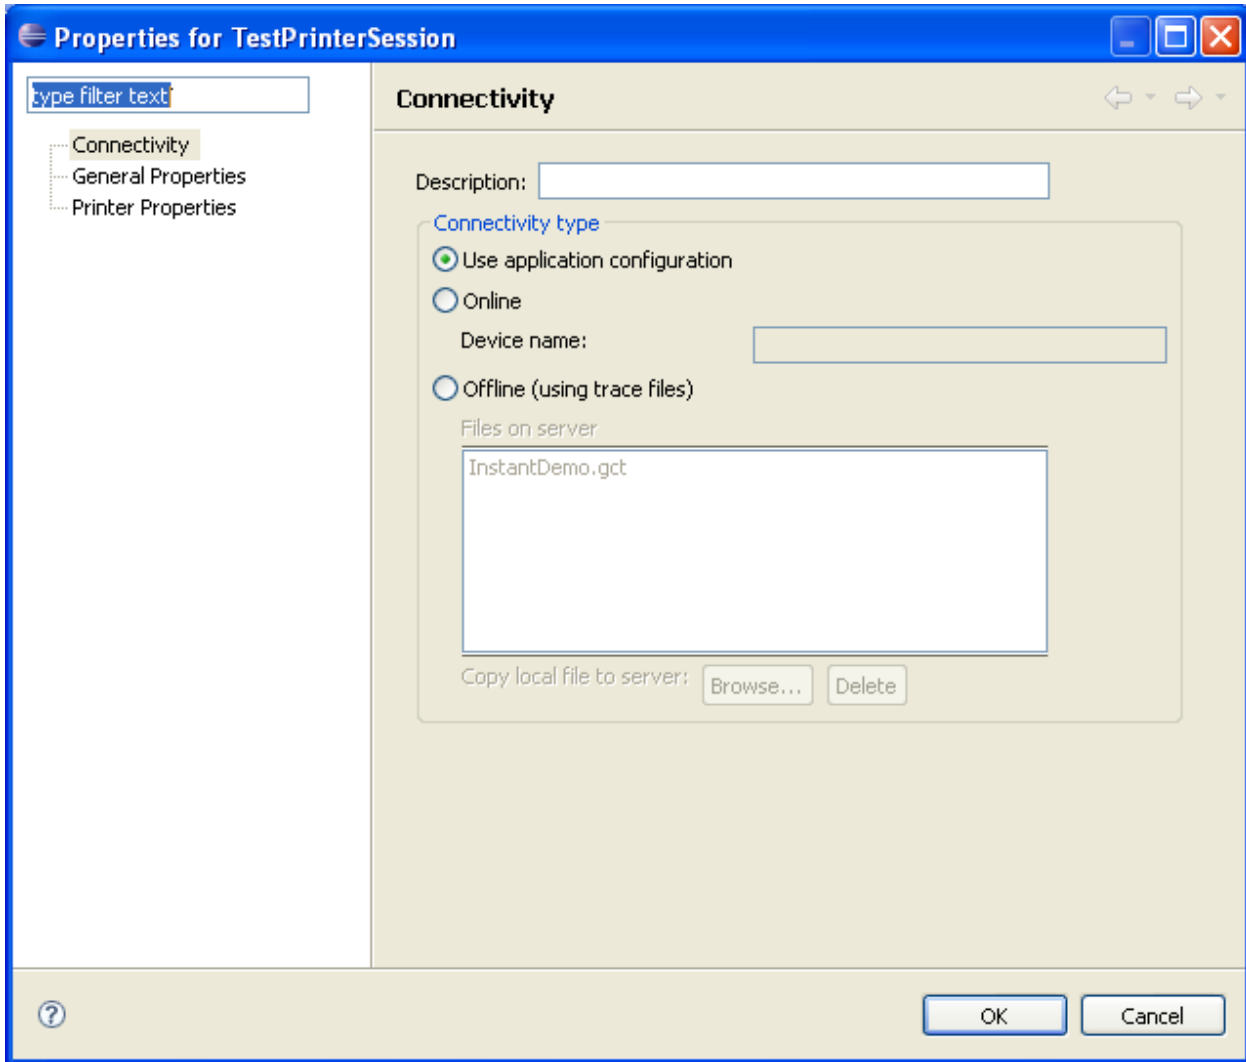 Properties for TestPrinterSession
type filter text
Connectivity
General Properties
Printer Properties
Connectivity
Description:
Connectivity type
Use application configuration
Online
Device name:
Offline (using trace files)
Files on server
InstantDemo.gct
Copy local file to server: Browse... Delete
OK Cancel